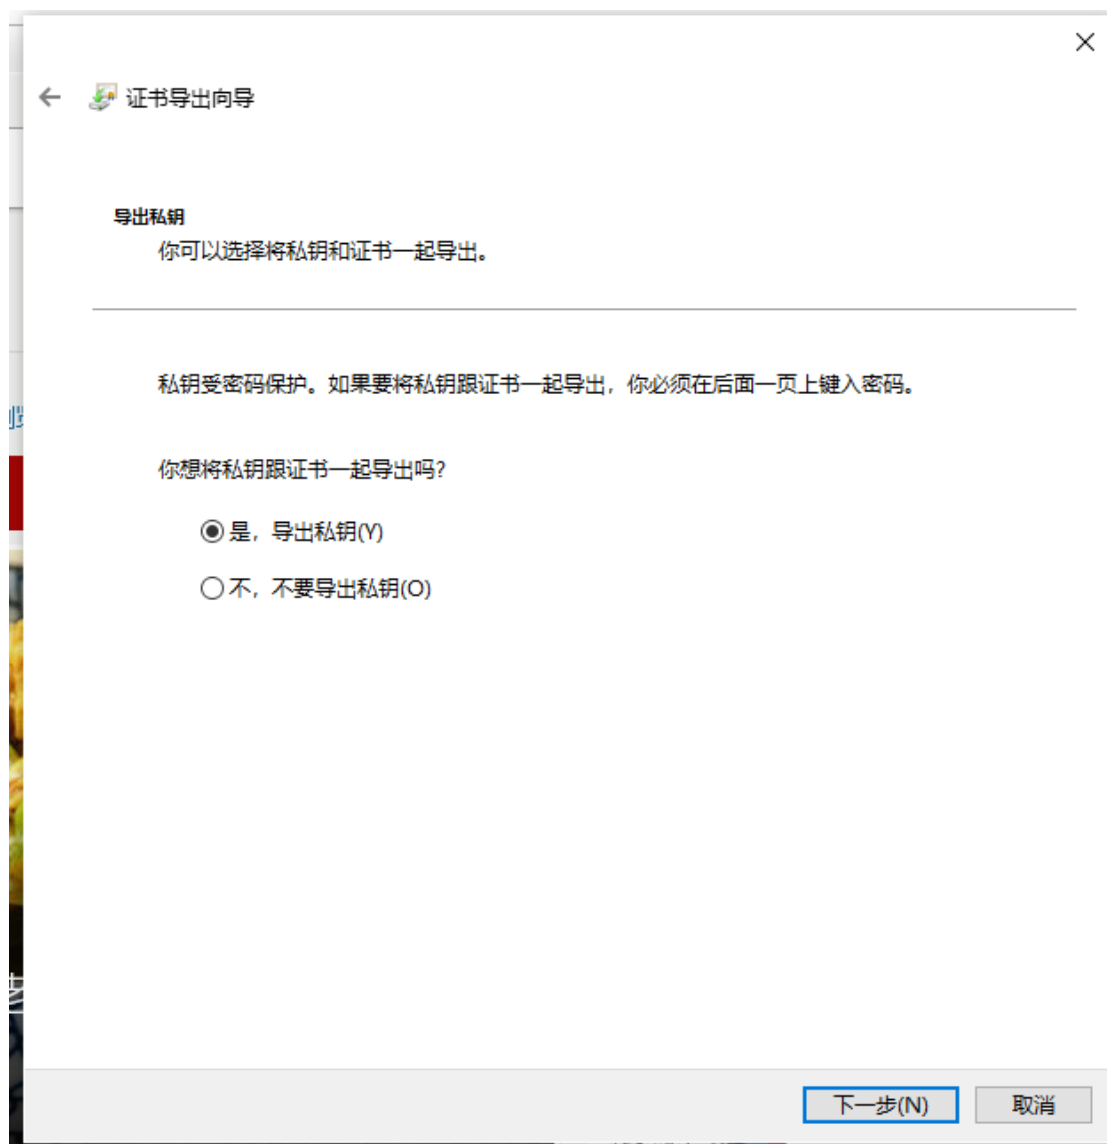 证书导出向导
导出私钥
你可以选择将私钥和证书一起导出。
私钥受密码保护。如果要将私钥跟证书一起导出，你必须在后面一页上键入密码。
你想将私钥跟证书一起导出吗?
是，导出私钥(Y)
不，不要导出私钥(O)
下一步(N)
取消